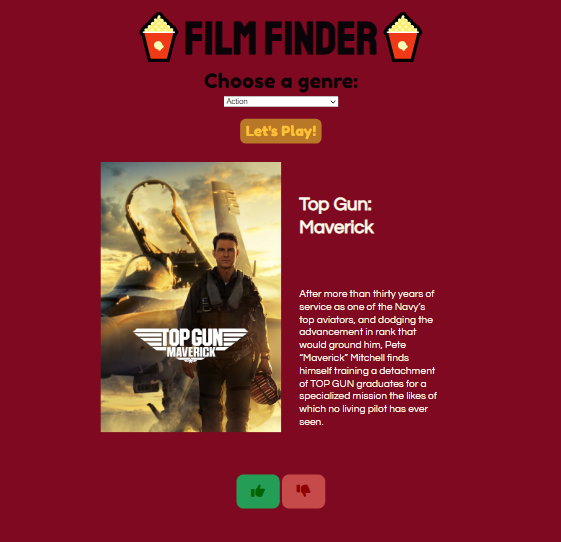 FILM FINDER
Choose a genre:
Action
Let's Play!
TOP GUN
MAVERICK
Top Gun:
Maverick
After more than thirty years of
service as one of the Navy's
top aviators, and dodging the
advancement in rank that
would ground him, Pete
“Maverick” Mitchell finds
himself training a detachment
of TOP GUN graduates for a
specialized mission the likes of
which no living pilot has ever
seen.